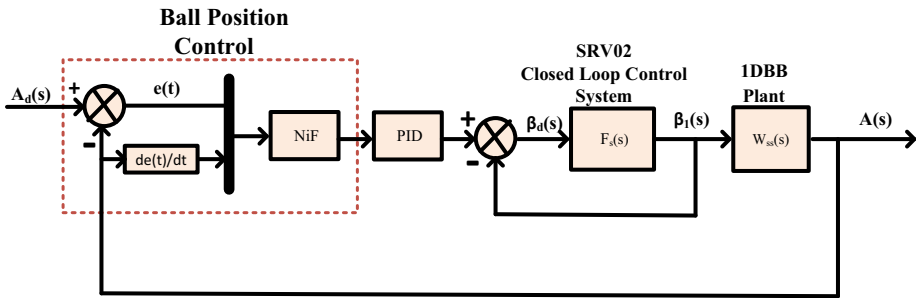 Ball Position
Control
SRV02
Closed Loop Control
System
1DBB
Plant
A_d(s)
+
e(t)
−
de(t)/dt
NiF
PID
+
−
β_d(s)
F_s(s)
β_1(s)
W_ss(s)
A(s)